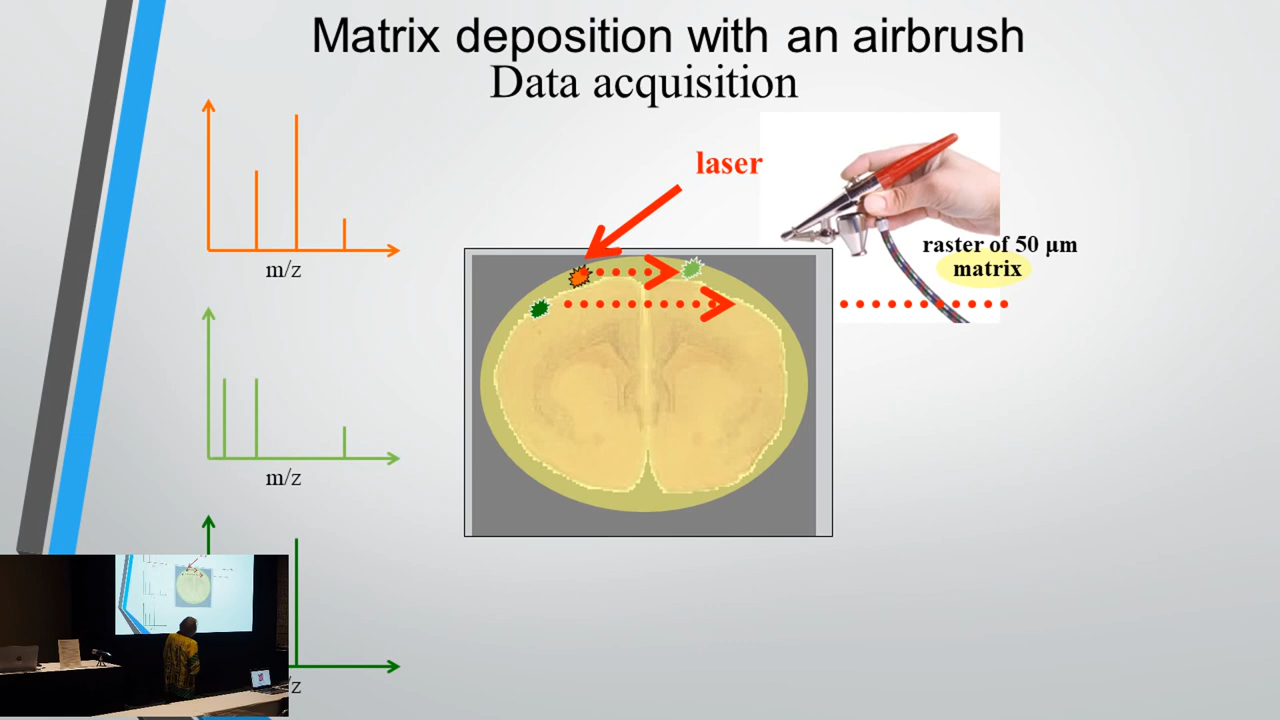 Matrix deposition with an airbrush
Data acquisition
laser
raster of 50 µm
matrix
m/z
m/z
/z